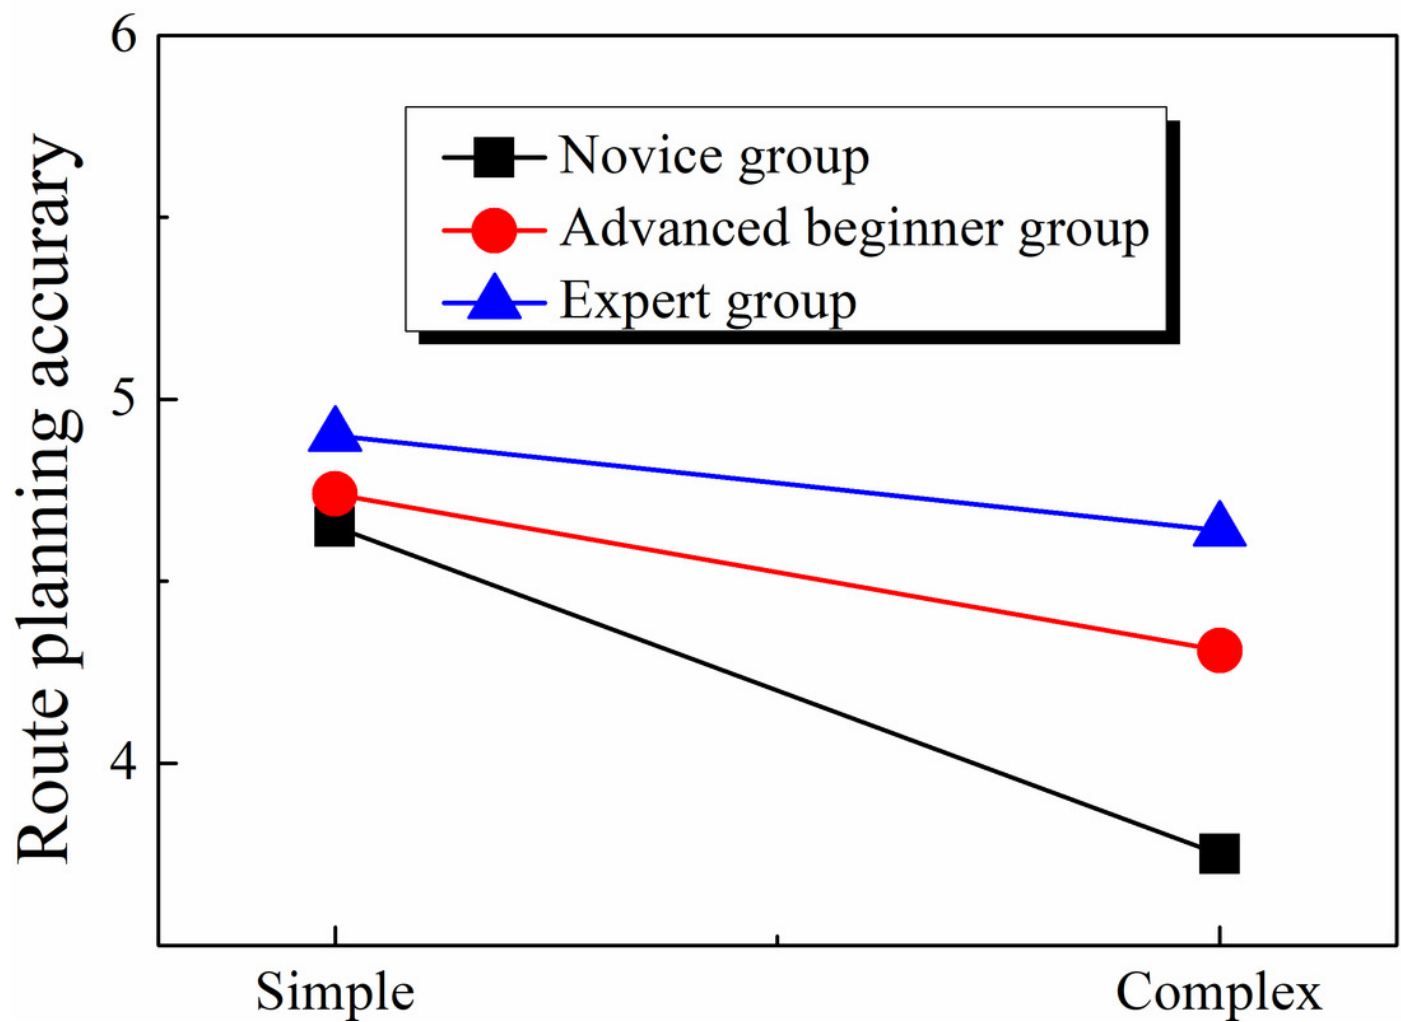 6
5
4
Route planning accurary
Novice group
Advanced beginner group
Expert group
Simple
Complex